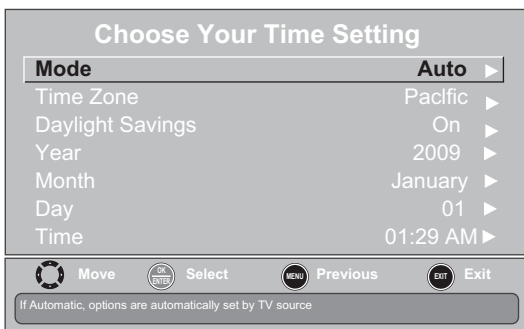 Choose Your Time Setting
Mode Auto
Time Zone Paclfic
Daylight Savings On
Year 2009
Month January
Day 01
Time 01:29 AM
Move OK ENTER Select MENU Previous EXIT Exit
If Automatic, options are automatically set by TV source